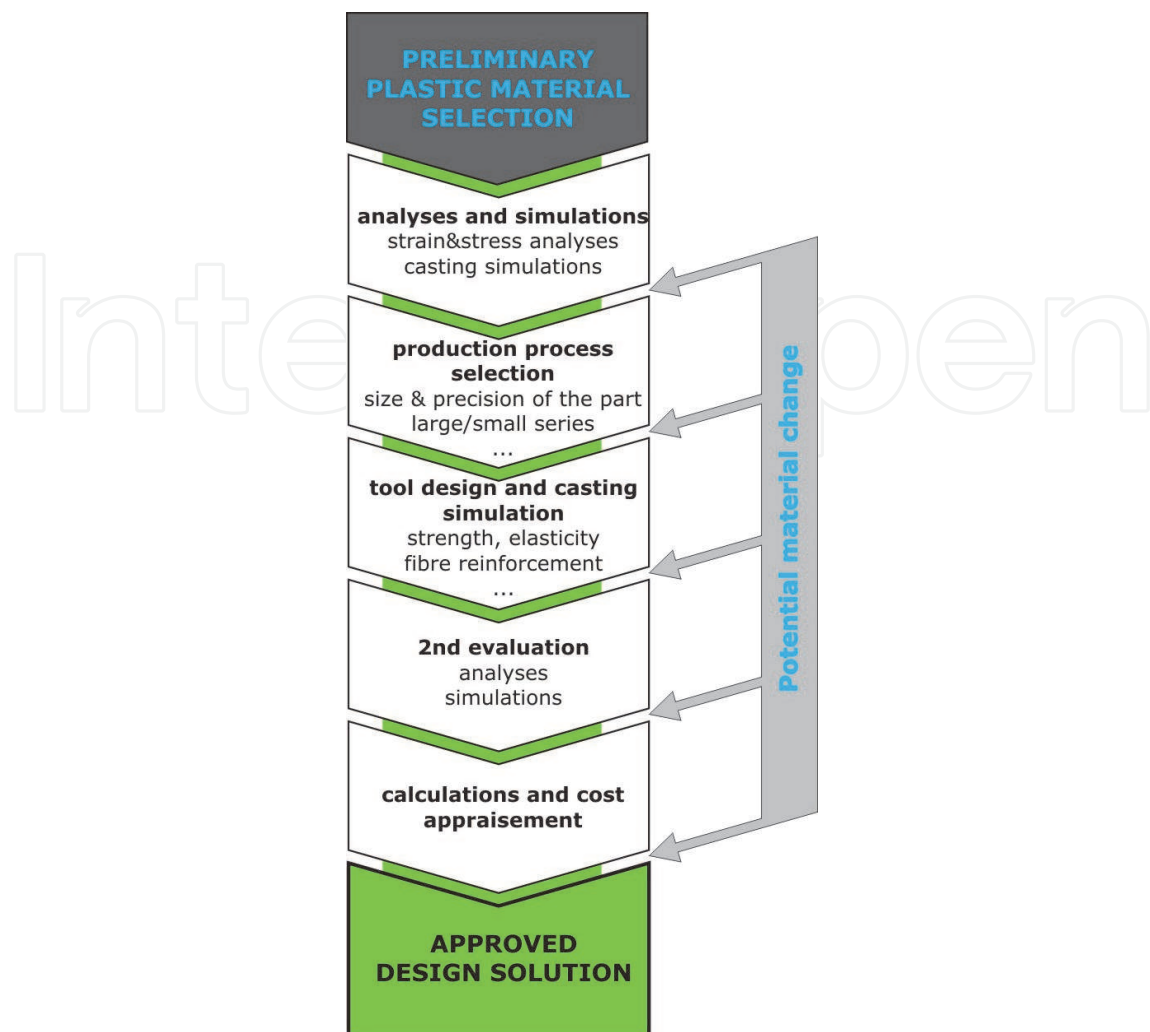 PRELIMINARY
PLASTIC MATERIAL
SELECTION
analyses and simulations
strain&stress analyses
casting simulations
production process
selection
size & precision of the part
large/small series
...
tool design and casting
simulation
strength, elasticity
fibre reinforcement
...
2nd evaluation
analyses
simulations
calculations and cost
appraisement
APPROVED
DESIGN SOLUTION
Potential material change